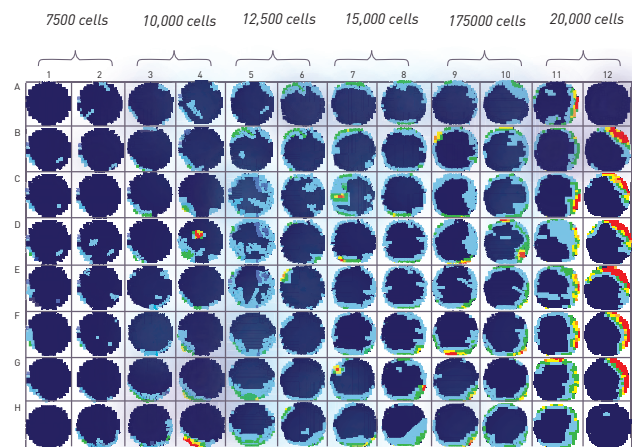 7500 cells 10,000 cells 12,500 cells 15,000 cells 175000 cells 20,000 cells
1 2 3 4 5 6 7 8 9 10 11 12
A
B
C
D
E
F
G
H